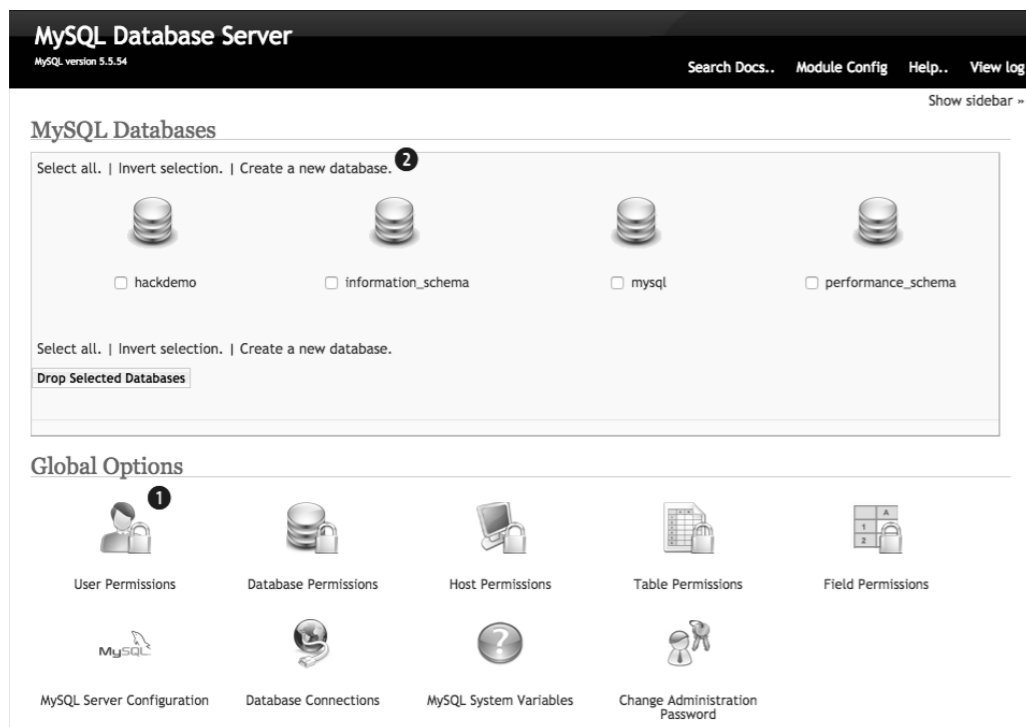 MySQL Database Server
MySQL version 5.5.54
Search Docs.. Module Config Help.. View log
Show sidebar »
MySQL Databases
Select all. | Invert selection. | Create a new database. 2
hackdemo information_schema mysql performance_schema
Select all. | Invert selection. | Create a new database.
Drop Selected Databases
Global Options
1
A
1
2
User Permissions Database Permissions Host Permissions Table Permissions Field Permissions
MySQL ?
MySQL Server Configuration Database Connections MySQL System Variables Change Administration
Password